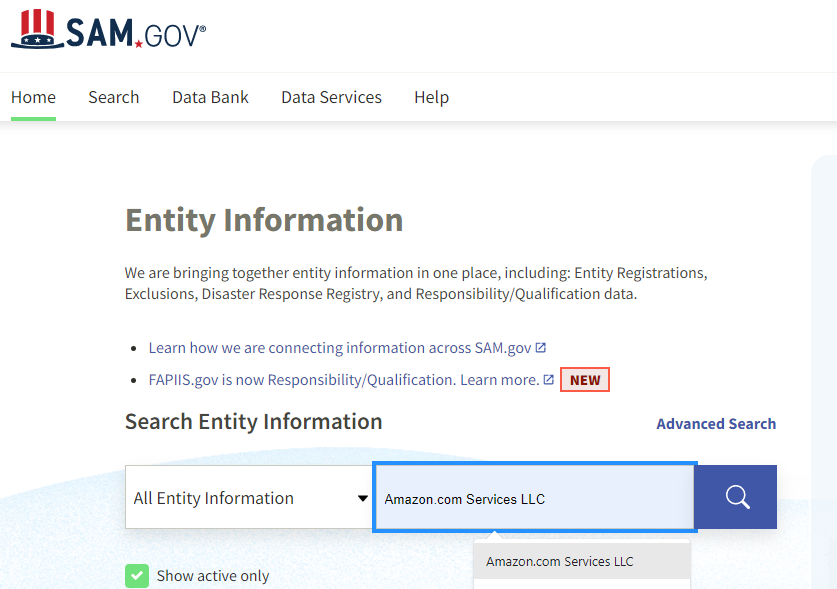 SAM.GOV®
Home Search Data Bank Data Services Help
Entity Information
We are bringing together entity information in one place, including: Entity Registrations,
Exclusions, Disaster Response Registry, and Responsibility/Qualification data.
Learn how we are connecting information across SAM.gov
FAPIIS.gov is now Responsibility/Qualification. Learn more. NEW
Search Entity Information Advanced Search
All Entity Information Amazon.com Services LLC
Amazon.com Services LLC
Show active only